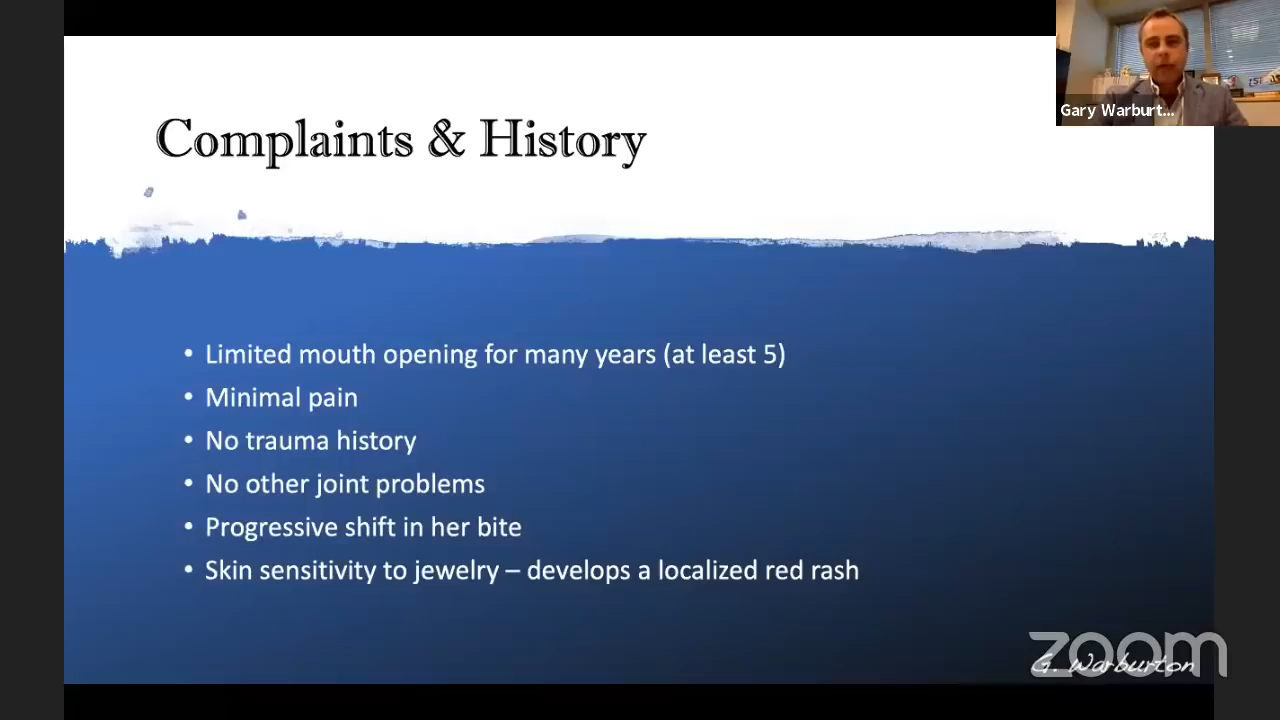 Gary Warburt...
Complaints & History
• Limited mouth opening for many years (at least 5)
• Minimal pain
• No trauma history
• No other joint problems
• Progressive shift in her bite
• Skin sensitivity to jewelry – develops a localized red rash
zoom
G. Warburton